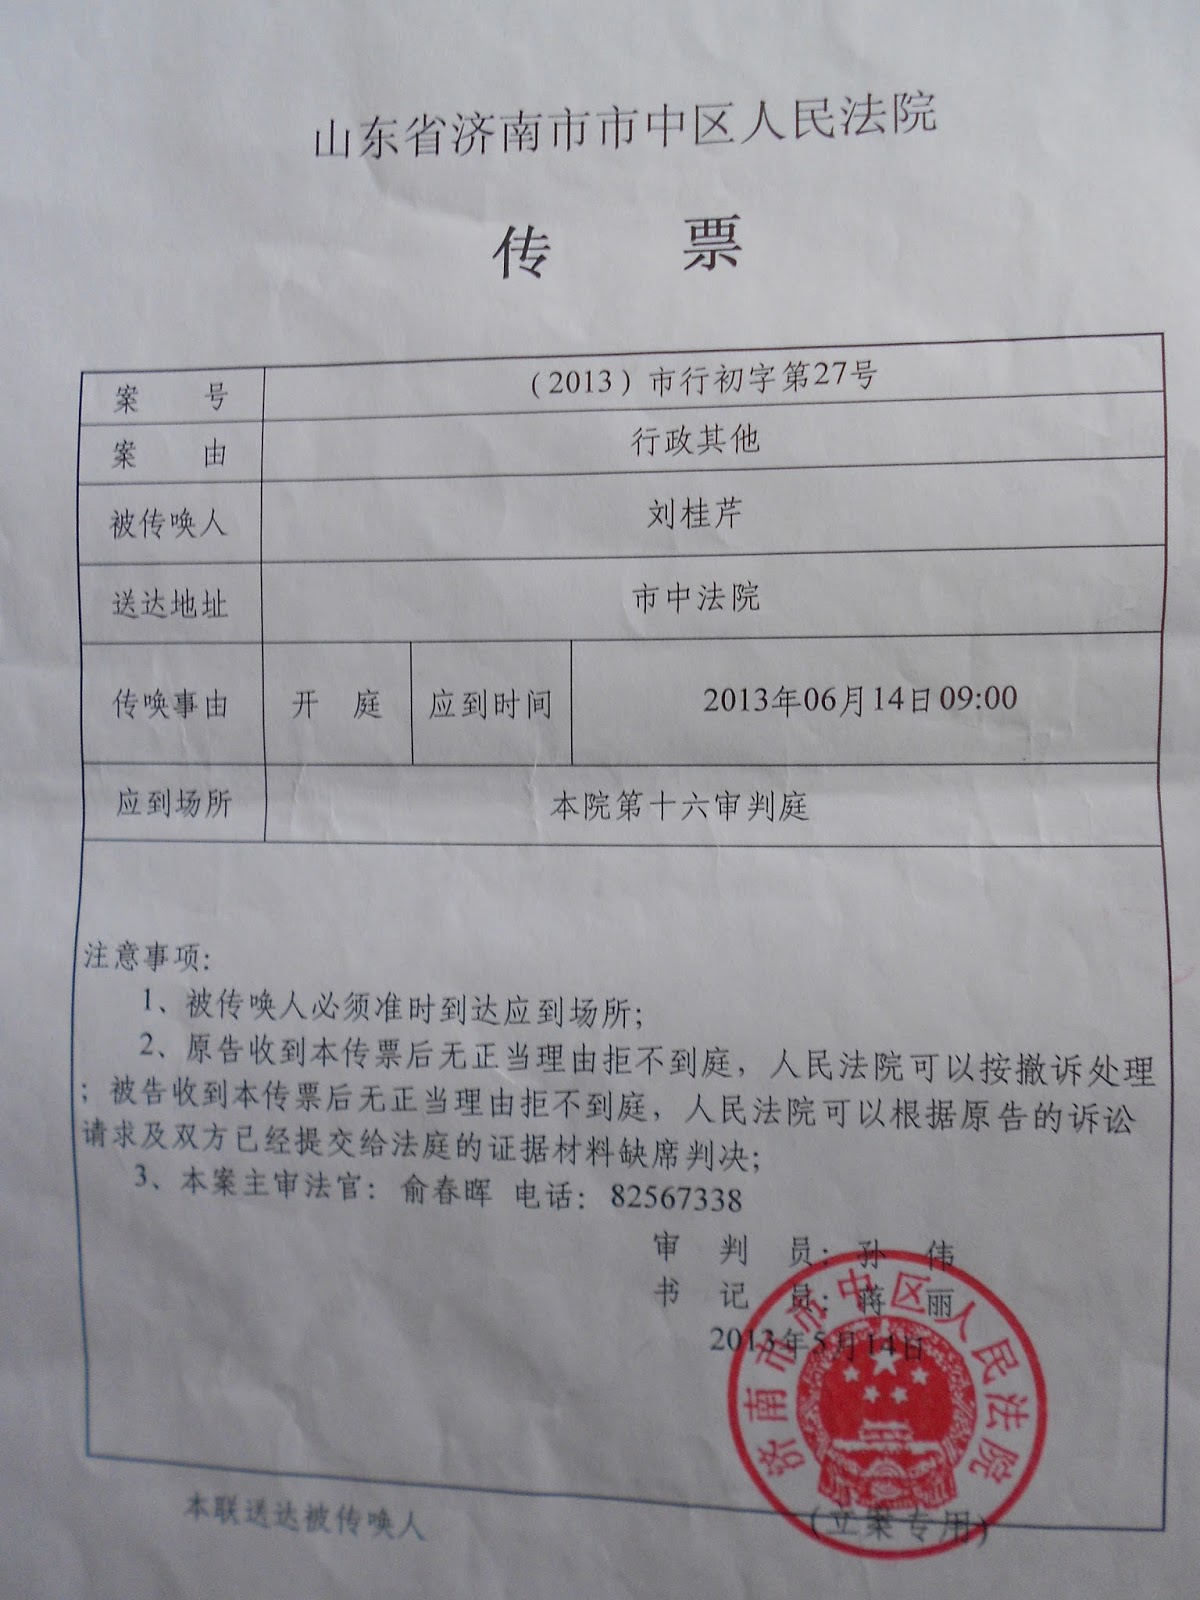 山东省济南市市中区人民法院
传 票
案 号 （2013）市行初字第27号
案 由 行政其他
被传唤人 刘桂芹
送达地址 市中法院
传唤事由 开 庭 应到时间 2013年06月14日09:00
应到场所 本院第十六审判庭
注意事项：
1、被传唤人必须准时到达应到场所；
2、原告收到本传票后无正当理由拒不到庭，人民法院可以按撤诉处理
；被告收到本传票后无正当理由拒不到庭，人民法院可以根据原告的诉讼
请求及双方已经提交给法庭的证据材料缺席判决；
3、本案主审法官：俞春晖 电话：82567338
审 判 员：孙 伟
书 记 员：蒋 丽
2013年5月14日
济南市市中区人民法院
（立案专用）
本联送达被传唤人